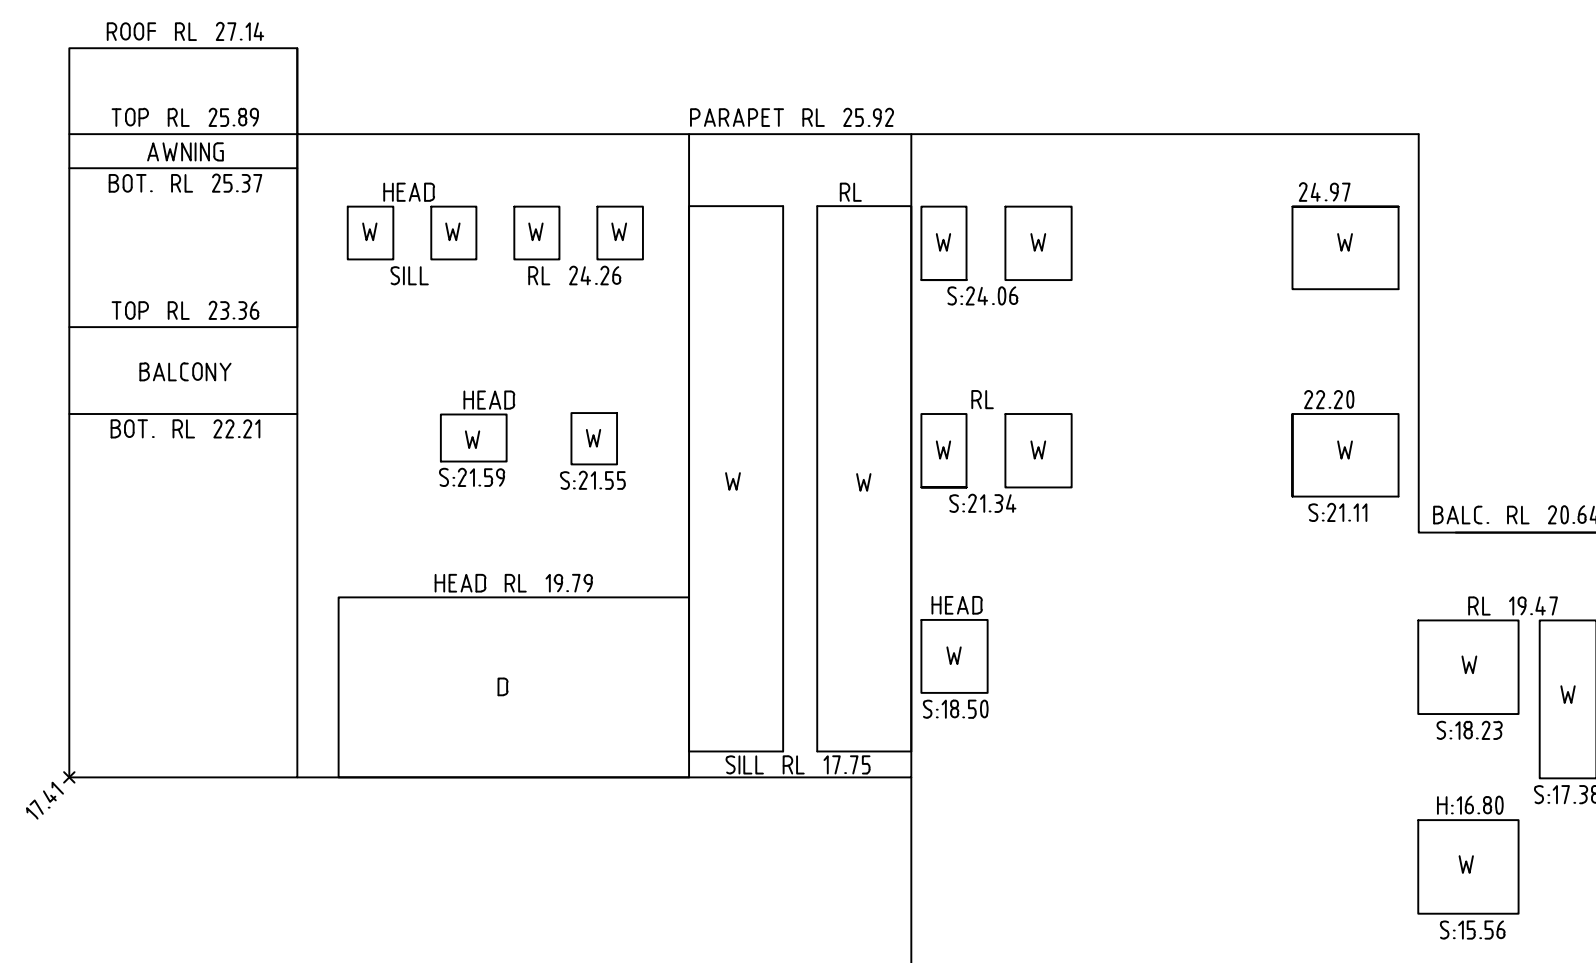 ROOF RL 27.14
TOP RL 25.89
PARAPET RL 25.92
AWNING
BOT. RL 25.37
HEAD
RL
24.97
W
W
W
W
W
W
W
SILL
RL 24.26
S:24.06
TOP RL 23.36
BALCONY
HEAD
RL
22.20
BOT. RL 22.21
W
W
W
W
W
S:21.59
S:21.55
W
W
S:21.34
S:21.11
BALC. RL 20.64
HEAD RL 19.79
HEAD
RL 19.47
W
W
D
W
S:18.50
S:18.23
SILL RL 17.75
17.41
S:17.38
H:16.80
W
S:15.56